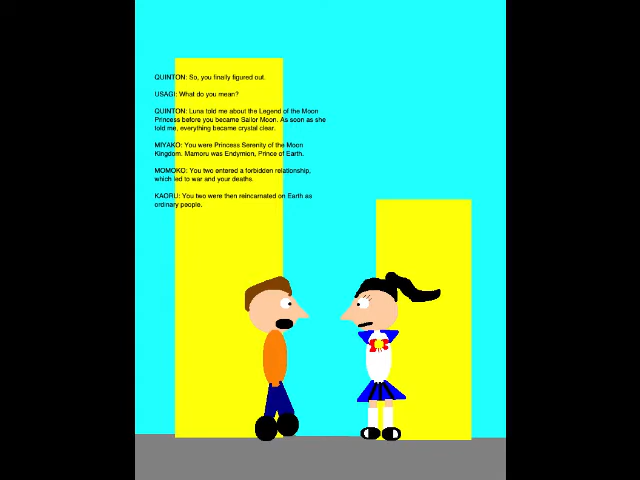 QUINTON: So, you finally figured out.
USAGI: What do you mean?
QUINTON: Luna told me about the Legend of the Moon
Princess before you became Sailor Moon. As soon as she
told me, everything became crystal clear.
MIYAKO: You were Princess Serenity of the Moon
Kingdom. Mamoru was Endymion, Prince of Earth.
MOMOKO: You two entered a forbidden relationship,
which led to war and your deaths.
KAORU: You two were then reincarnated on Earth as
ordinary people.